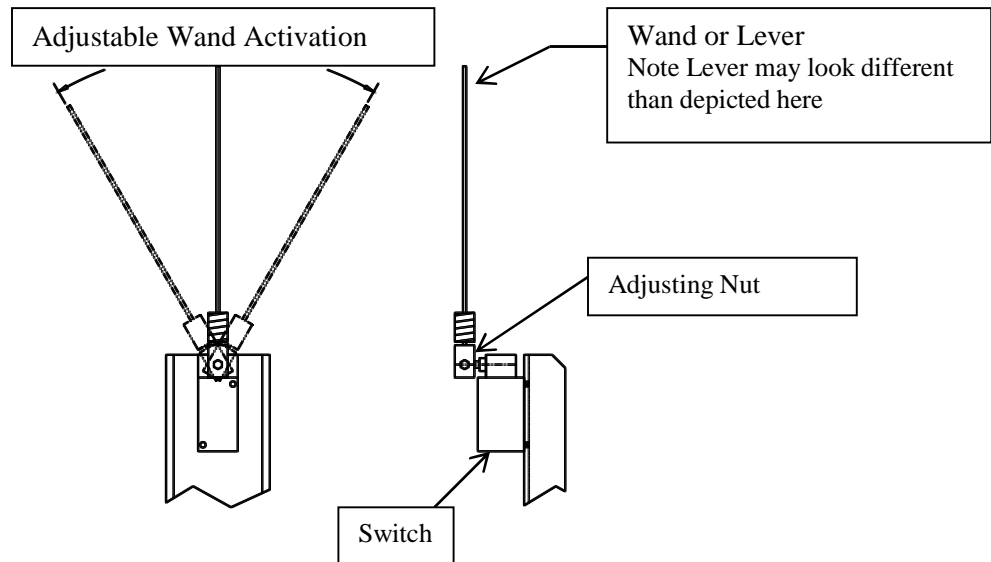 Adjustable Wand Activation
Wand or Lever
Note Lever may look different
than depicted here
Adjusting Nut
Switch